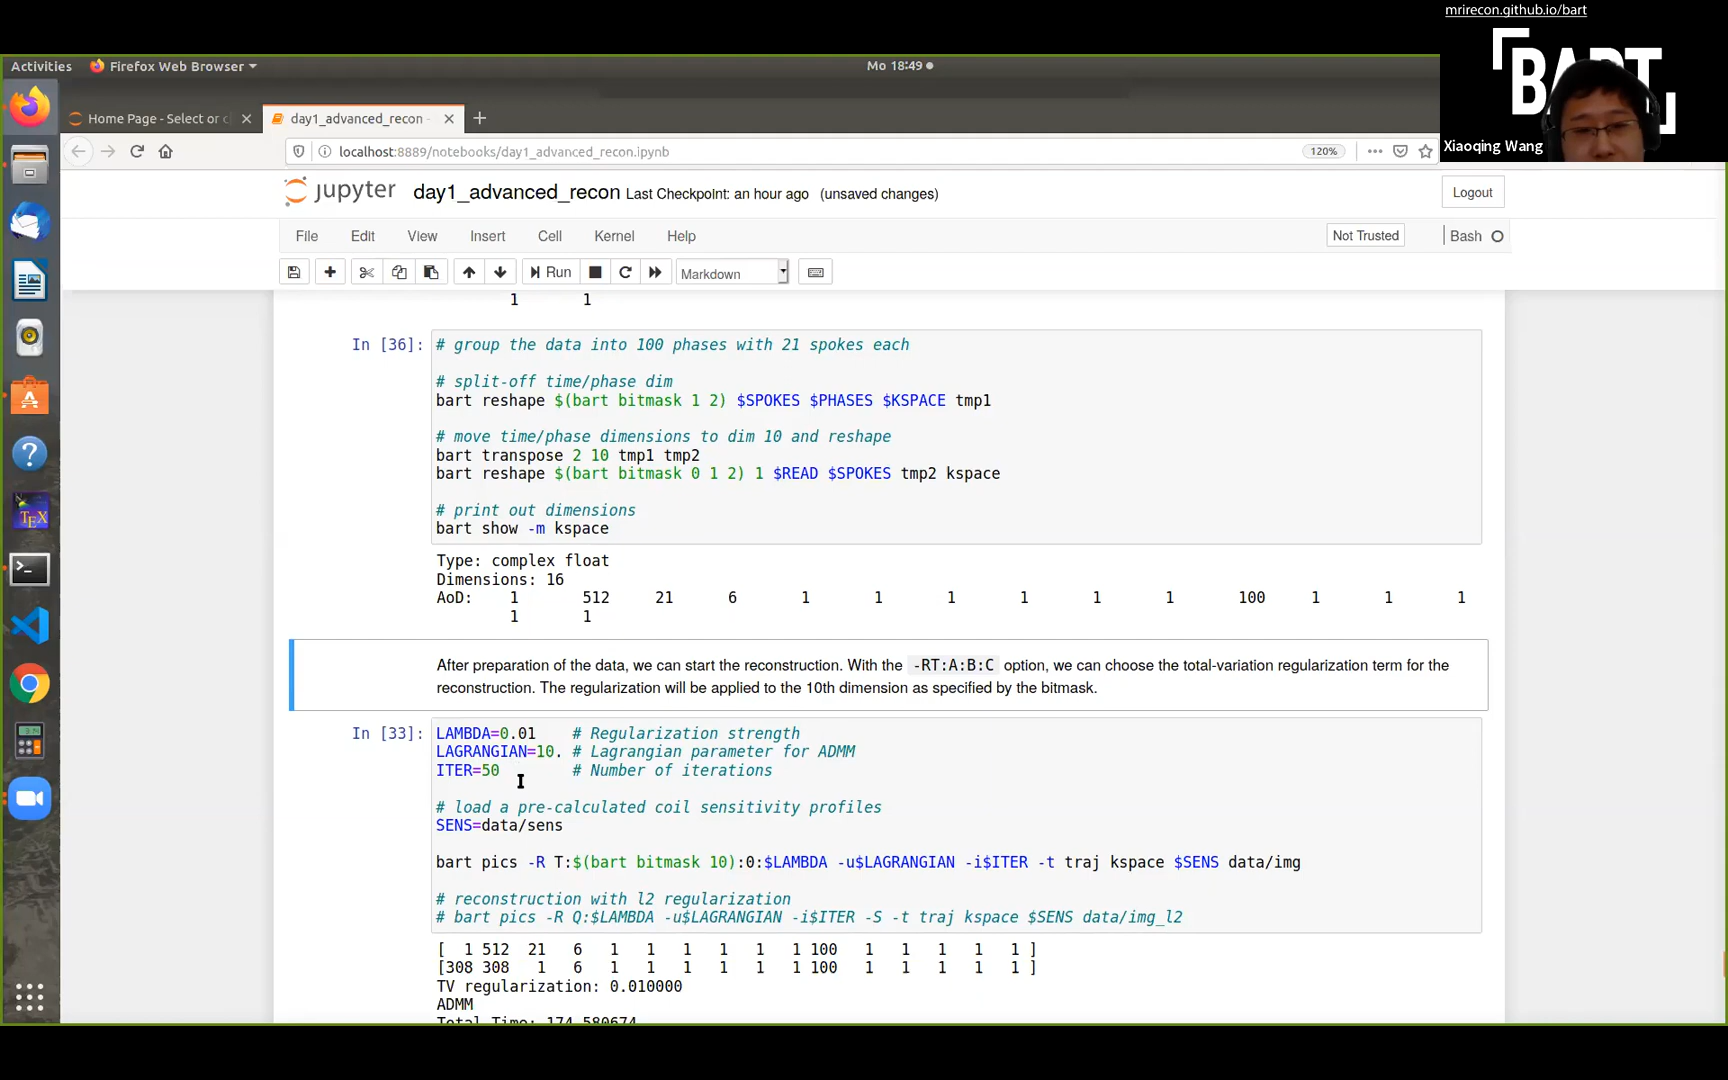 mrirecon.github.io/bart
BART
Xiaoqing Wang
Activities Firefox Web Browser Mo 18:49
Home Page - Select or c day1_advanced_recon -
localhost:8889/notebooks/day1_advanced_recon.ipynb 120%
jupyter day1_advanced_recon Last Checkpoint: an hour ago (unsaved changes) Logout
File Edit View Insert Cell Kernel Help Not Trusted Bash
Run Markdown
1 1
In [36]: # group the data into 100 phases with 21 spokes each
# split-off time/phase dim
bart reshape $(bart bitmask 1 2) $SPOKES $PHASES $KSPACE tmp1
# move time/phase dimensions to dim 10 and reshape
bart transpose 2 10 tmp1 tmp2
bart reshape $(bart bitmask 0 1 2) 1 $READ $SPOKES tmp2 kspace
# print out dimensions
bart show -m kspace
Type: complex float
Dimensions: 16
AoD: 1 512 21 6 1 1 1 1 1 1 100 1 1 1
1 1
After preparation of the data, we can start the reconstruction. With the -RT:A:B:C option, we can choose the total-variation regularization term for the
reconstruction. The regularization will be applied to the 10th dimension as specified by the bitmask.
In [33]: LAMBDA=0.01 # Regularization strength
LAGRANGIAN=10. # Lagrangian parameter for ADMM
ITER=50 # Number of iterations
# load a pre-calculated coil sensitivity profiles
SENS=data/sens
bart pics -R T:$(bart bitmask 10):0:$LAMBDA -u$LAGRANGIAN -i$ITER -t traj kspace $SENS data/img
# reconstruction with l2 regularization
# bart pics -R Q:$LAMBDA -u$LAGRANGIAN -i$ITER -S -t traj kspace $SENS data/img_l2
[ 1 512 21 6 1 1 1 1 1 1 100 1 1 1 1 1 ]
[308 308 1 6 1 1 1 1 1 1 100 1 1 1 1 1 ]
TV regularization: 0.010000
ADMM
Total Time: 174.580674